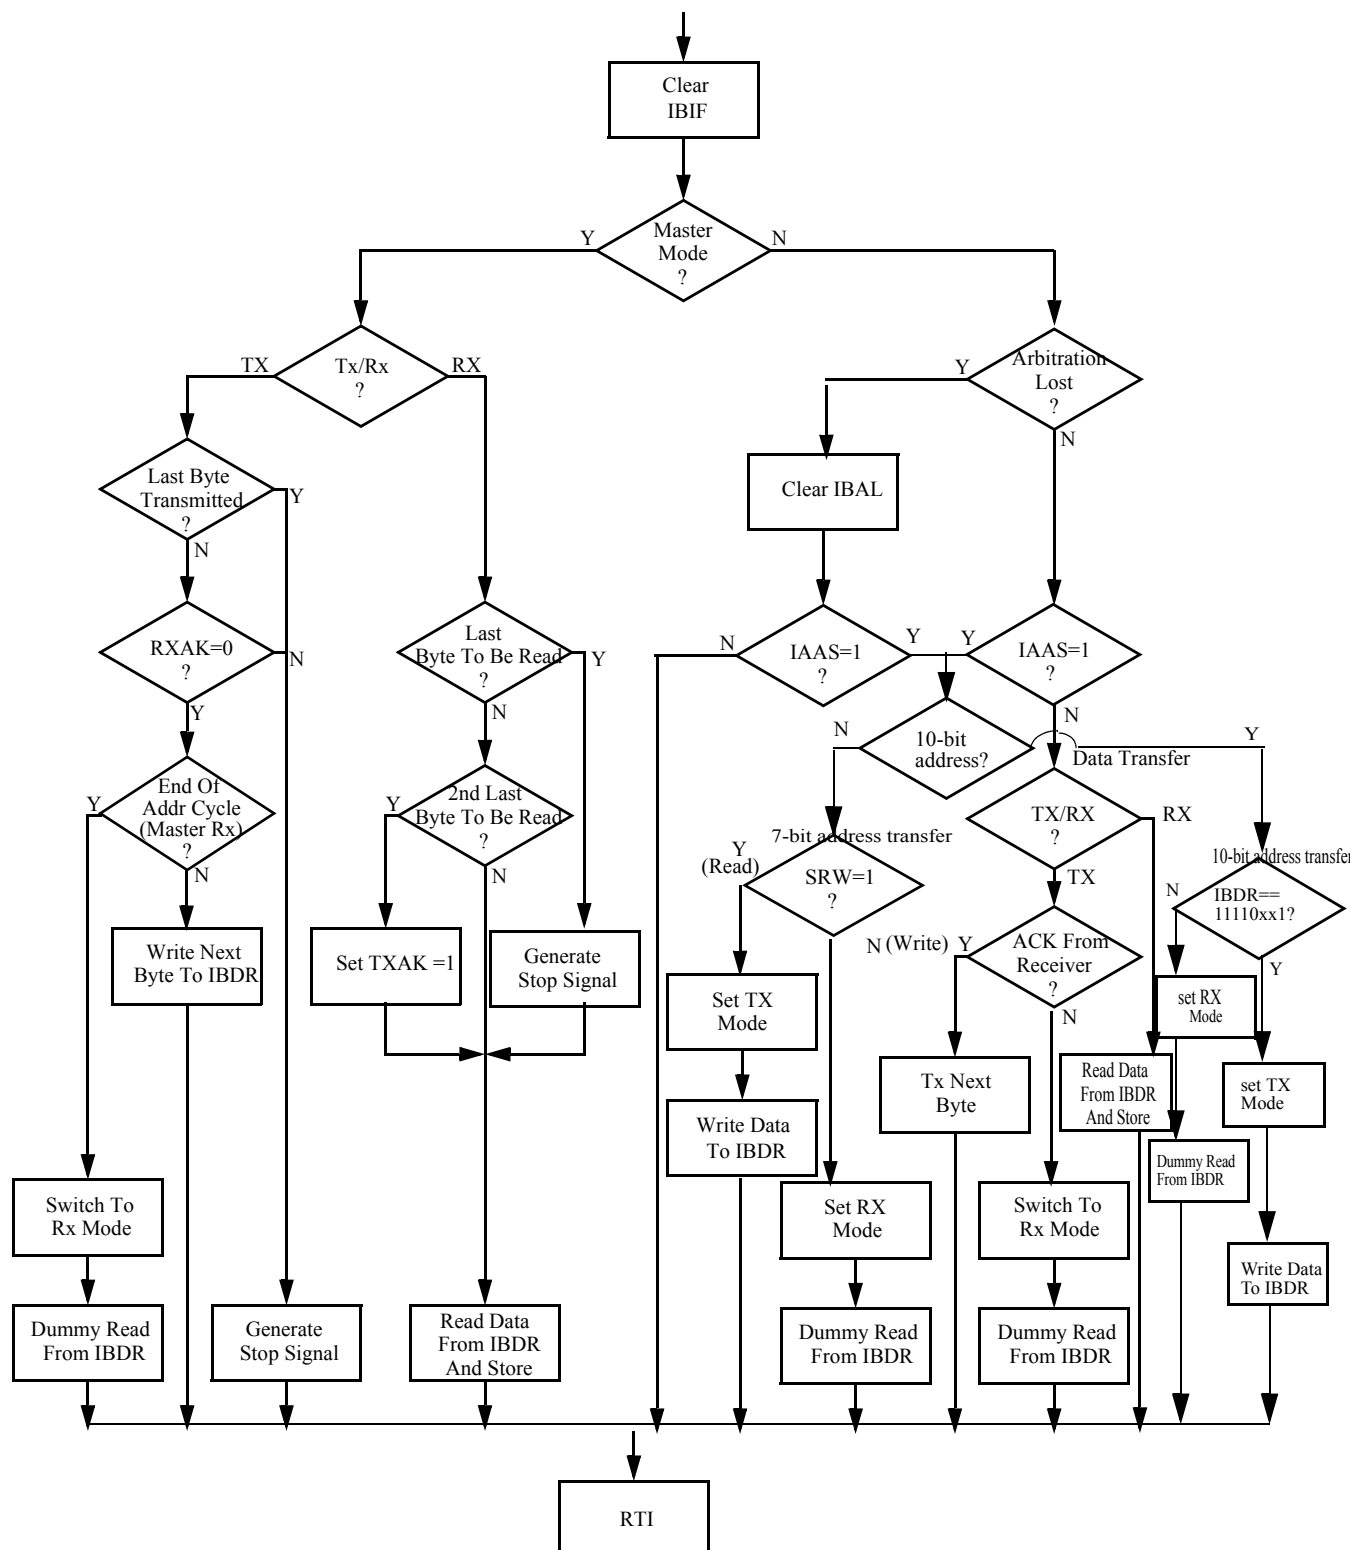 Clear
IBIF
Master
Mode
?
Y
N
Tx/Rx
?
TX
RX
Arbitration
Lost
?
Y
N
Last Byte
Transmitted
?
Y
N
Clear IBAL
RXAK=0
?
N
Y
Last
Byte To Be Read
?
Y
N
IAAS=1
?
N
Y
IAAS=1
?
Y
N
10-bit
address?
N
Y
Data Transfer
End Of
Addr Cycle
(Master Rx)
?
Y
N
2nd Last
Byte To Be Read
?
Y
N
TX/RX
?
RX
TX
7-bit address transfer
Y
(Read)
SRW=1
?
N (Write)
10-bit address transfer
IBDR==
11110xx1?
N
Y
Write Next
Byte To IBDR
Set TXAK =1
Generate
Stop Signal
ACK From
Receiver
?
Y
N
Set TX
Mode
set RX
Mode
Tx Next
Byte
Read Data
From IBDR
And Store
set TX
Mode
Write Data
To IBDR
Dummy Read
From IBDR
Switch To
Rx Mode
Set RX
Mode
Switch To
Rx Mode
Write Data
To IBDR
Dummy Read
From IBDR
Generate
Stop Signal
Read Data
From IBDR
And Store
Dummy Read
From IBDR
Dummy Read
From IBDR
RTI